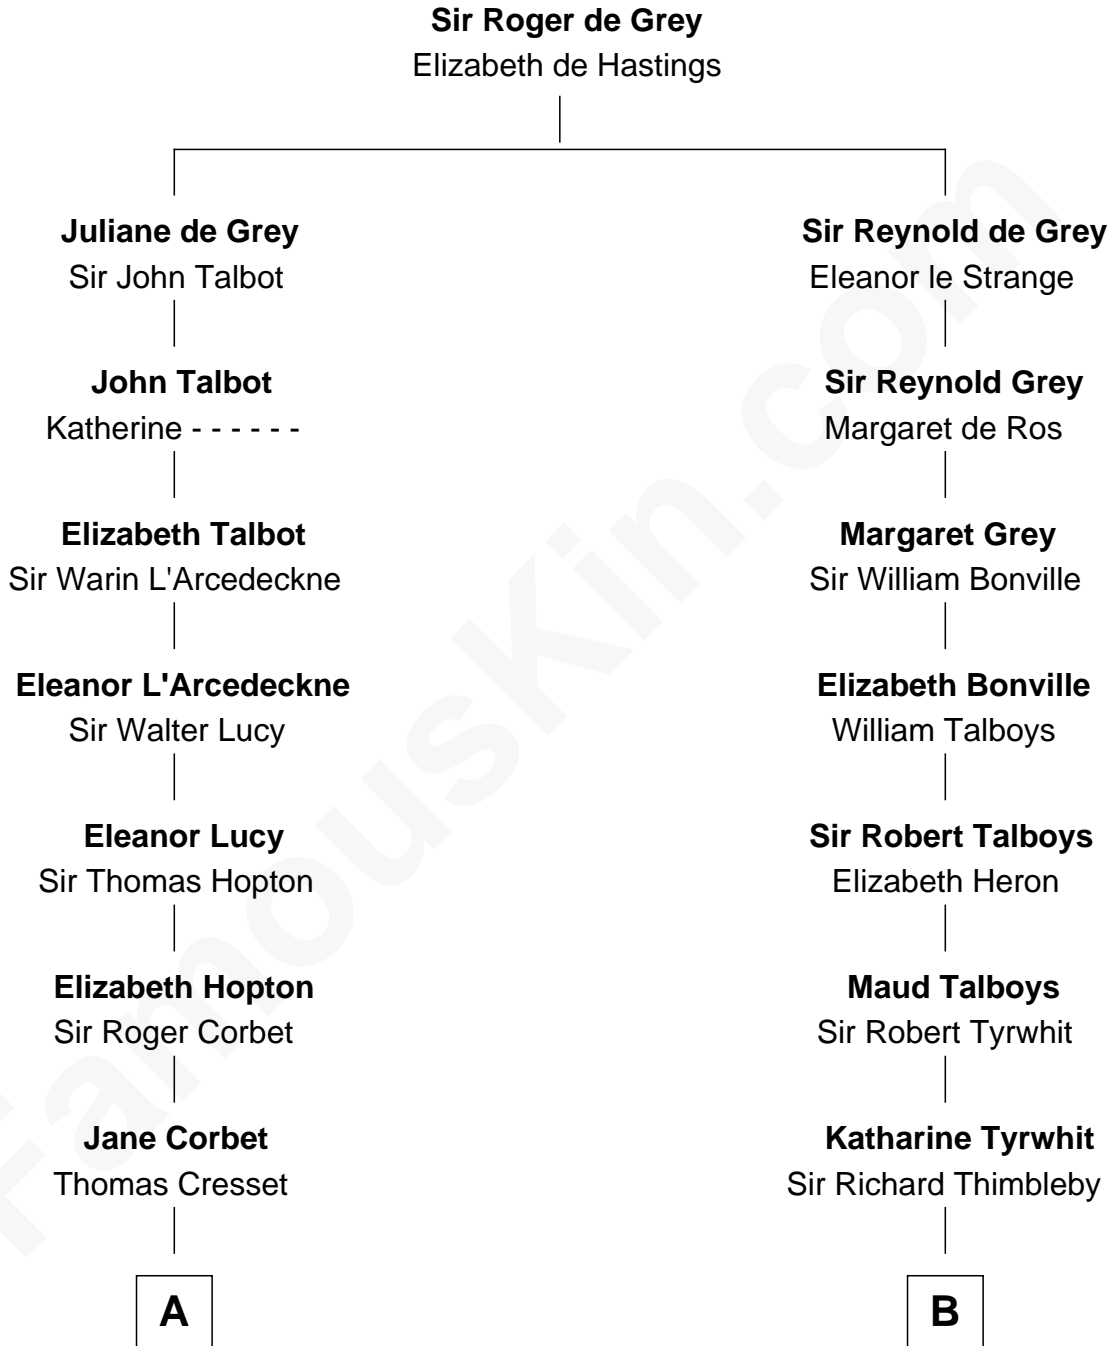 Sir Roger de Grey
Elizabeth de Hastings
Juliane de Grey
Sir John Talbot
Sir Reynold de Grey
Eleanor le Strange
John Talbot
Katherine - - - - - -
Sir Reynold Grey
Margaret de Ros
Elizabeth Talbot
Sir Warin L'Arcedeckne
Margaret Grey
Sir William Bonville
Eleanor L'Arcedeckne
Sir Walter Lucy
Elizabeth Bonville
William Talboys
Eleanor Lucy
Sir Thomas Hopton
Sir Robert Talboys
Elizabeth Heron
Elizabeth Hopton
Sir Roger Corbet
Maud Talboys
Sir Robert Tyrwhit
Jane Corbet
Thomas Cresset
Katharine Tyrwhit
Sir Richard Thimbleby
A
B
FamousKin.com